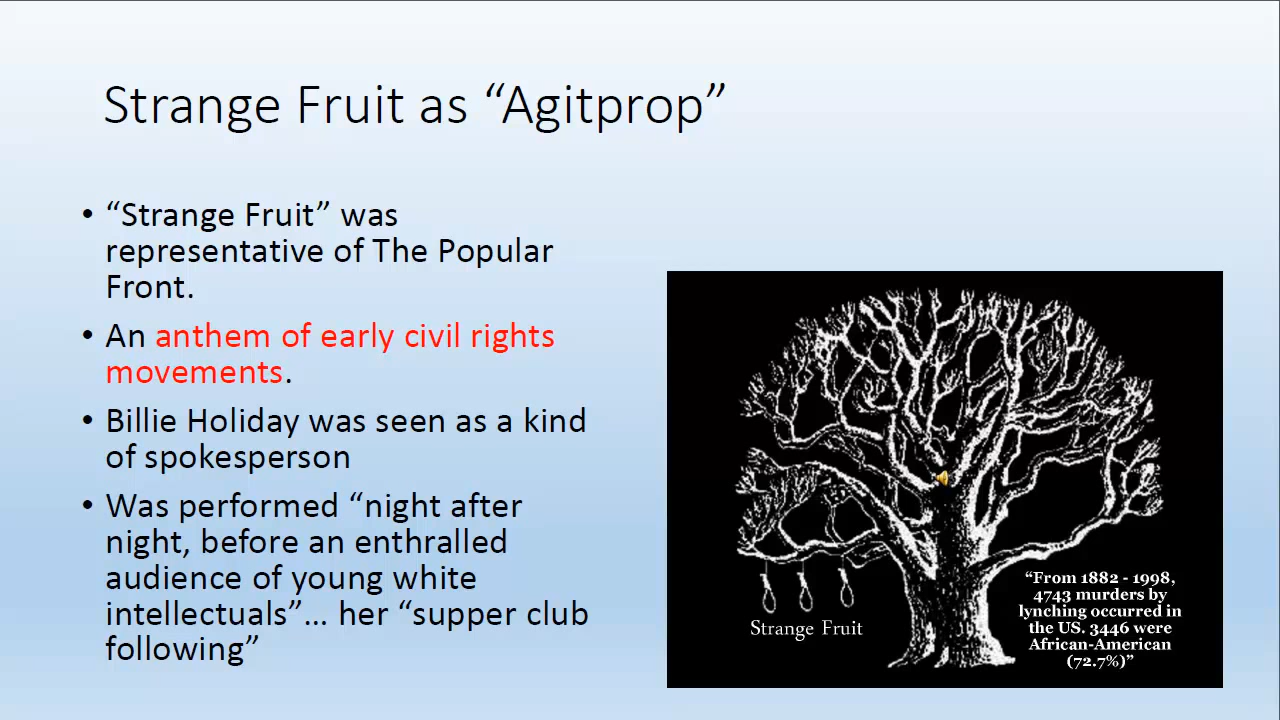 Strange Fruit as “Agitprop”
• “Strange Fruit” was
representative of The Popular
Front.
• An anthem of early civil rights
movements.
• Billie Holiday was seen as a kind
of spokesperson
• Was performed “night after
night, before an enthralled
audience of young white
intellectuals”… her “supper club
following”
Strange Fruit
“From 1882 - 1998,
4743 murders by
lynching occurred in
the US. 3446 were
African-American
(72.7%)”